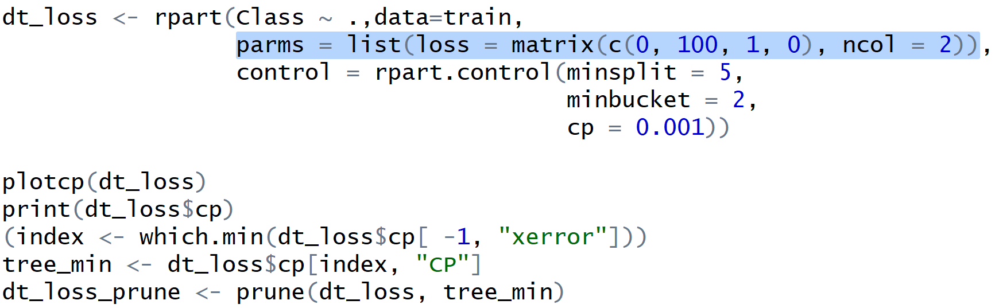 dt_loss <- rpart(Class ~ .,data=train,
parms = list(loss = matrix(c(0, 100, 1, 0), ncol = 2)),
control = rpart.control(minsplit = 5,
minbucket = 2,
cp = 0.001))
plotcp(dt_loss)
print(dt_loss$cp)
(index <- which.min(dt_loss$cp[ -1, "xerror"]))
tree_min <- dt_loss$cp[index, "CP"]
dt_loss_prune <- prune(dt_loss, tree_min)